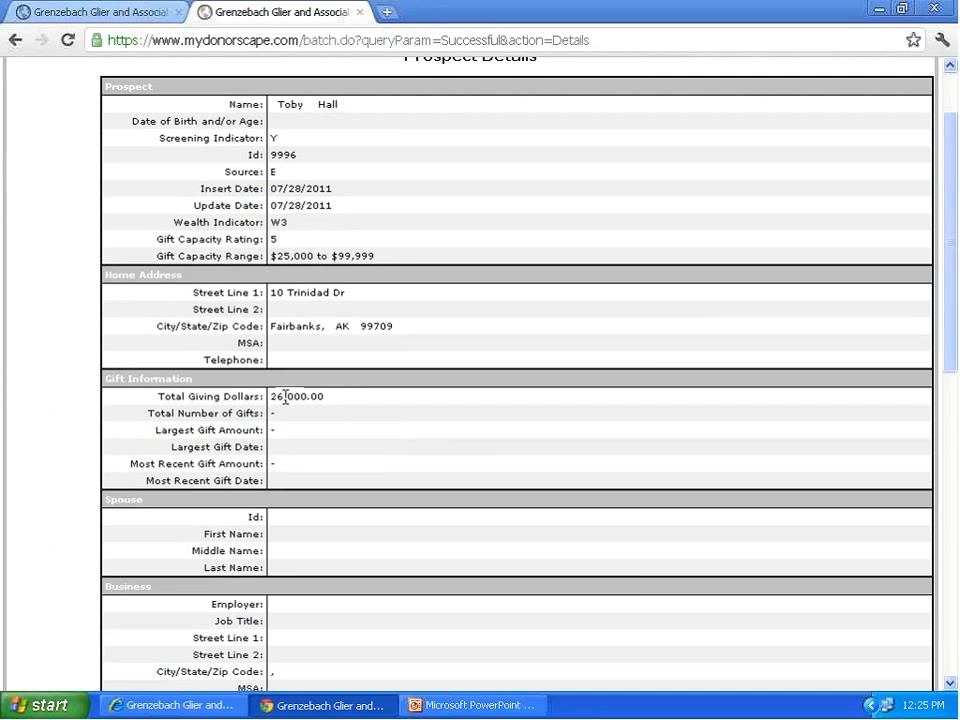 Grenzebach Glier and Associa
Grenzebach Glier and Associa
https://www.mydonorscape.com/batch.do?queryParam=Successful&action=Details
Prospect Details
Prospect
Name: Toby Hall
Date of Birth and/or Age:
Screening Indicator: Y
Id: 9996
Source: E
Insert Date: 07/28/2011
Update Date: 07/28/2011
Wealth Indicator: W3
Gift Capacity Rating: 5
Gift Capacity Range: $25,000 to $99,999
Home Address
Street Line 1: 10 Trinidad Dr
Street Line 2:
City/State/Zip Code: Fairbanks, AK 99709
MSA:
Telephone:
Gift Information
Total Giving Dollars: 26,000.00
Total Number of Gifts: -
Largest Gift Amount: -
Largest Gift Date:
Most Recent Gift Amount: -
Most Recent Gift Date:
Spouse
Id:
First Name:
Middle Name:
Last Name:
Business
Employer:
Job Title:
Street Line 1:
Street Line 2:
City/State/Zip Code: ,
MSA:
start Grenzebach Glier and... Grenzebach Glier and... Microsoft PowerPoint ... 12:25 PM